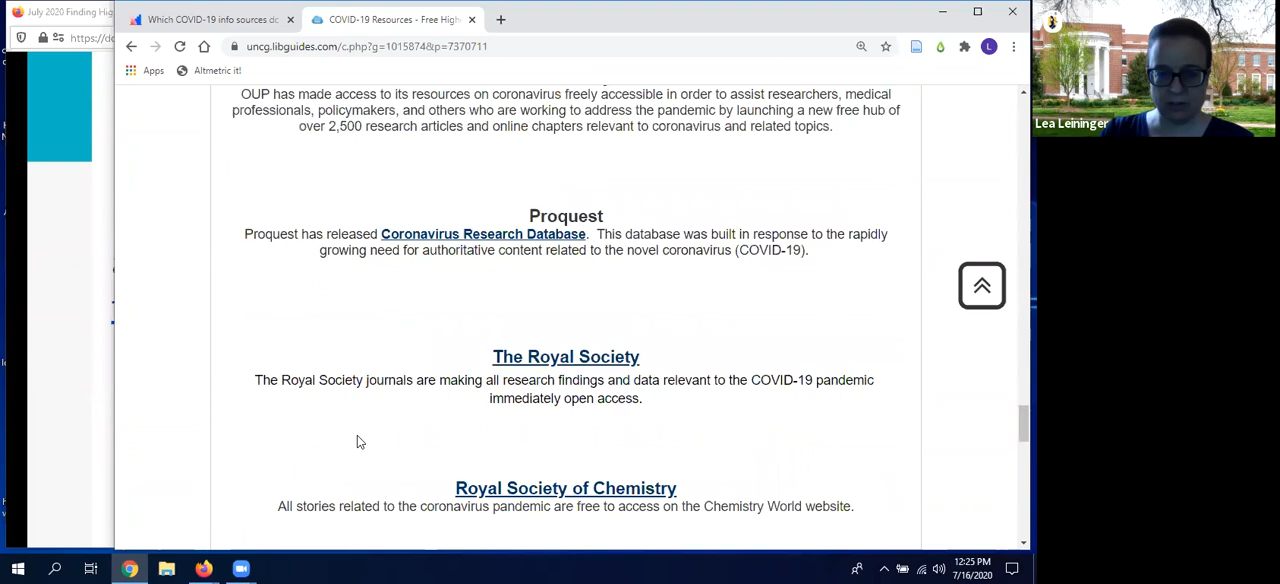 July 2020 Finding Hig
Which COVID-19 info sources dc
COVID-19 Resources - Free High
https://dc
uncg.libguides.com/c.php?g=1015874&p=7370711
L
Apps
Altmetric it!
OUP has made access to its resources on coronavirus freely accessible in order to assist researchers, medical
professionals, policymakers, and others who are working to address the pandemic by launching a new free hub of
over 2,500 research articles and online chapters relevant to coronavirus and related topics.
Lea Leininger
Proquest
Proquest has released Coronavirus Research Database. This database was built in response to the rapidly
growing need for authoritative content related to the novel coronavirus (COVID-19).
The Royal Society
The Royal Society journals are making all research findings and data relevant to the COVID-19 pandemic
immediately open access.
Royal Society of Chemistry
All stories related to the coronavirus pandemic are free to access on the Chemistry World website.
12:25 PM
7/16/2020